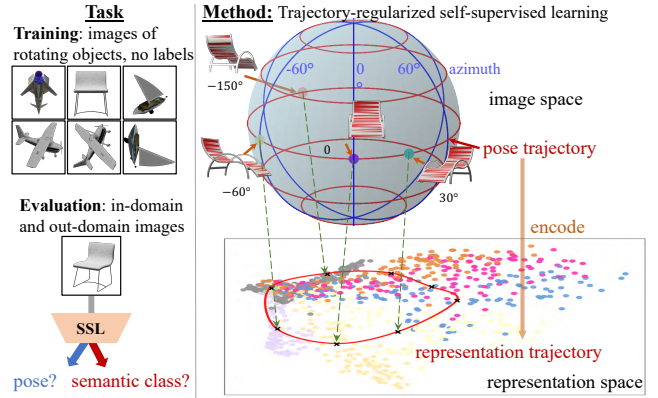 Task
Training: images of
rotating objects, no labels
Evaluation: in-domain
and out-domain images
SSL
pose? semantic class?
Method: Trajectory-regularized self-supervised learning
-60° 0° 60° azimuth
−150°
image space
0
pose trajectory
−60°
30°
encode
representation trajectory
representation space